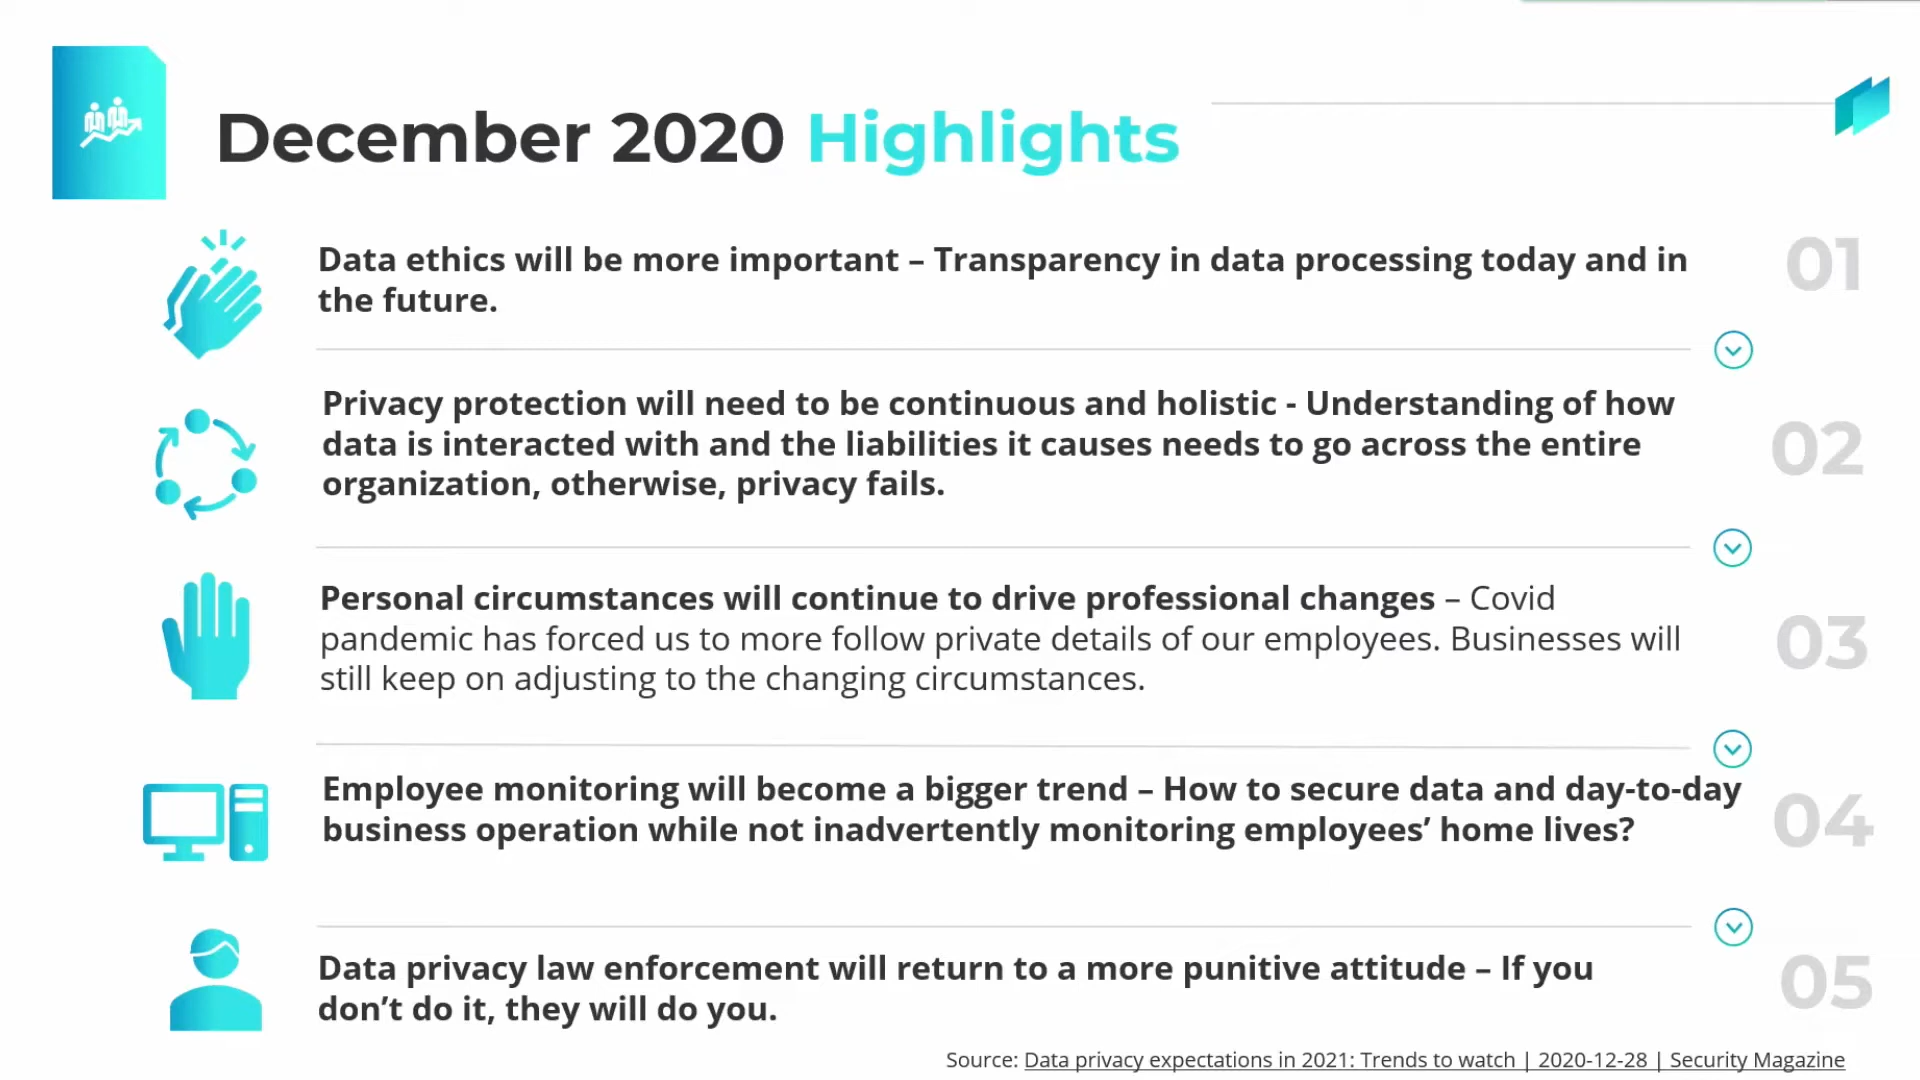 December 2020 Highlights
Data ethics will be more important – Transparency in data processing today and in
the future.
01
Privacy protection will need to be continuous and holistic - Understanding of how
data is interacted with and the liabilities it causes needs to go across the entire
organization, otherwise, privacy fails.
02
Personal circumstances will continue to drive professional changes – Covid
pandemic has forced us to more follow private details of our employees. Businesses will
still keep on adjusting to the changing circumstances.
03
Employee monitoring will become a bigger trend – How to secure data and day-to-day
business operation while not inadvertently monitoring employees’ home lives?
04
Data privacy law enforcement will return to a more punitive attitude – If you
don’t do it, they will do you.
05
Source: Data privacy expectations in 2021: Trends to watch | 2020-12-28 | Security Magazine